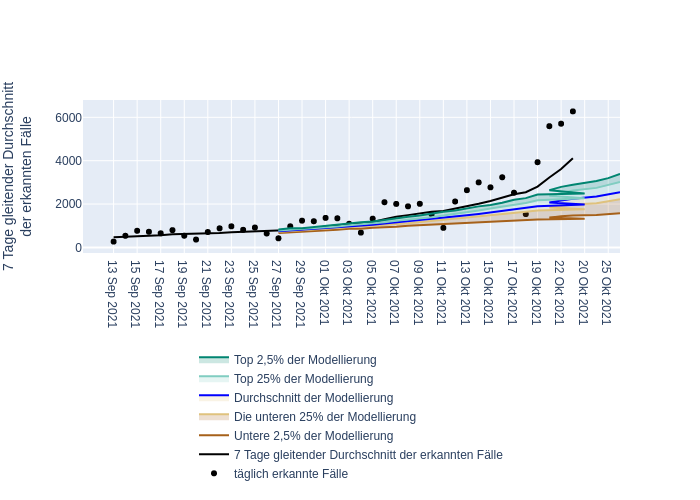 7 Tage gleitender Durchschnitt
der erkannten Fälle
6000
4000
2000
0
13 Sep 2021
15 Sep 2021
17 Sep 2021
19 Sep 2021
21 Sep 2021
23 Sep 2021
25 Sep 2021
27 Sep 2021
29 Sep 2021
01 Okt 2021
03 Okt 2021
05 Okt 2021
07 Okt 2021
09 Okt 2021
11 Okt 2021
13 Okt 2021
15 Okt 2021
17 Okt 2021
19 Okt 2021
22 Okt 2021
20 Okt 2021
25 Okt 2021
Top 2,5% der Modellierung
Top 25% der Modellierung
Durchschnitt der Modellierung
Die unteren 25% der Modellierung
Untere 2,5% der Modellierung
7 Tage gleitender Durchschnitt der erkannten Fälle
täglich erkannte Fälle